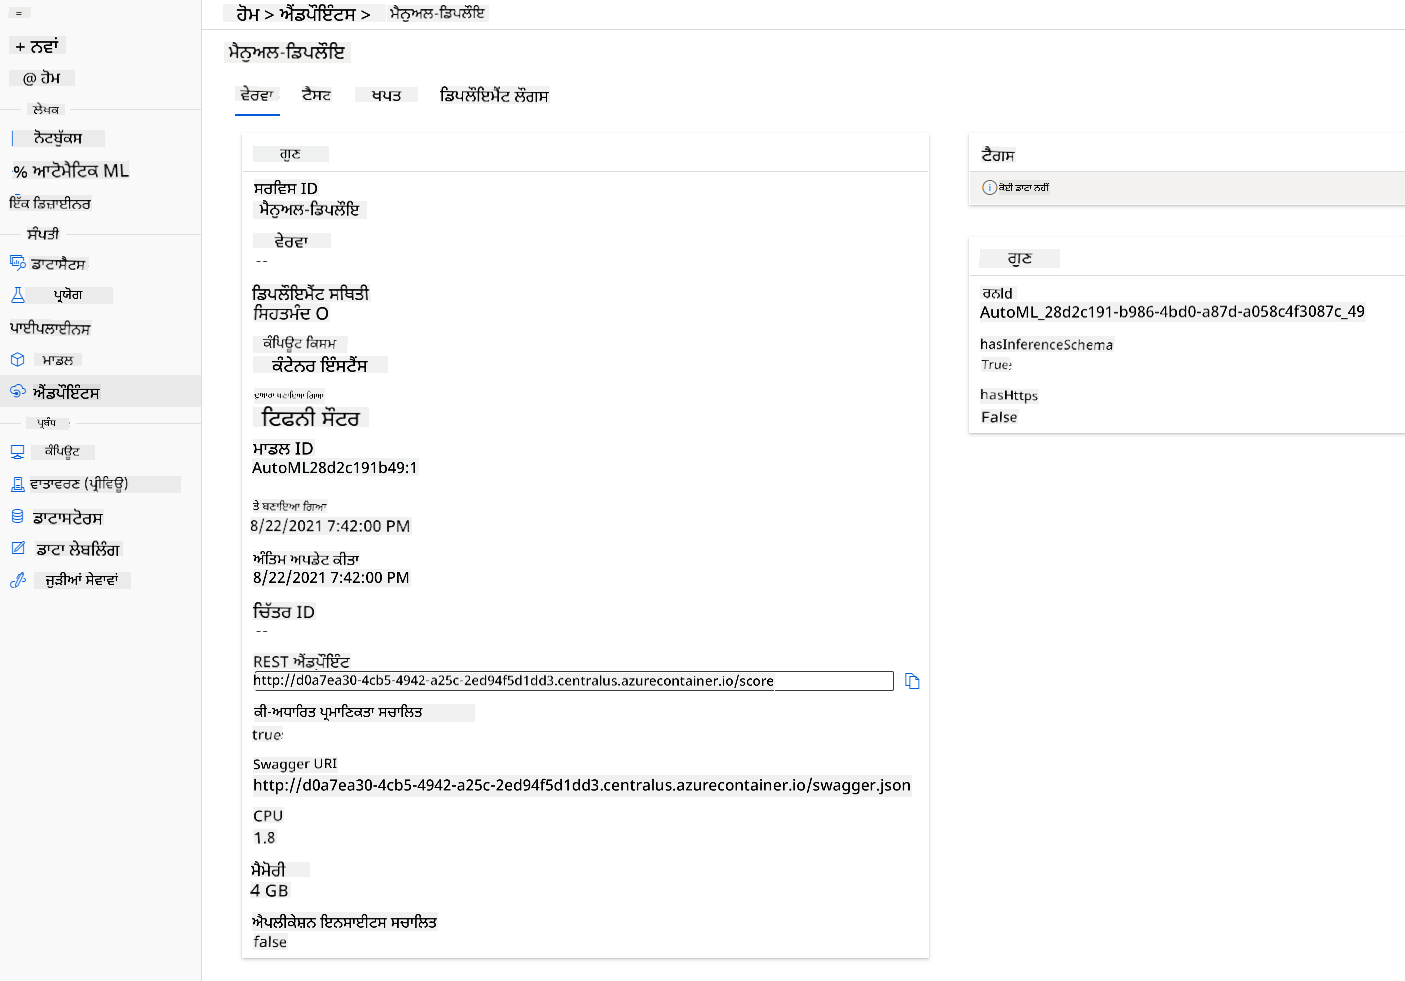 =
+ ਨਵਾਂ
@ ਹੋਮ
ਲੇਖਕ
ਨੋਟਬੁੱਕਸ
% ਆਟੋਮੈਟਿਕ ML
ਇੱਕ ਡਿਜ਼ਾਈਨਰ
ਸੰਪਤੀ
ਡਾਟਾਸੈਟਸ
ਪ੍ਰਯੋਗ
ਪਾਈਪਲਾਈਨਸ
ਮਾਡਲ
ਐਂਡਪੌਇੰਟਸ
ਪ੍ਰਬੰਧ
ਕੰਪਿਊਟ
ਵਾਤਾਵਰਣ (ਪ੍ਰੀਵਿਊ)
ਡਾਟਾਸਟੋਰਸ
ਡਾਟਾ ਲੇਬਲਿੰਗ
ਜੁੜੀਆਂ ਸੇਵਾਵਾਂ
ਹੋਮ > ਐਂਡਪੌਇੰਟਸ > ਮੈਨੁਅਲ-ਡਿਪਲੌਇ
ਮੈਨੁਅਲ-ਡਿਪਲੌਇ
ਵੇਰਵਾ ਟੈਸਟ ਖਪਤ ਡਿਪਲੌਇਮੈਂਟ ਲੌਗਸ
ਗੁਣ
ਸਰਵਿਸ ID
ਮੈਨੁਅਲ-ਡਿਪਲੌਇ
ਵੇਰਵਾ
--
ਡਿਪਲੌਇਮੈਂਟ ਸਥਿਤੀ
ਸਿਹਤਮੰਦ O
ਕੰਪਿਊਟ ਕਿਸਮ
ਕੰਟੇਨਰ ਇੰਸਟੈਂਸ
ਦੁਆਰਾ ਬਣਾਇਆ ਗਿਆ
ਟਿਫਨੀ ਸੌਟਰ
ਮਾਡਲ ID
AutoML28d2c191b49:1
ਤੇ ਬਣਾਇਆ ਗਿਆ
8/22/2021 7:42:00 PM
ਅੰਤਿਮ ਅਪਡੇਟ ਕੀਤਾ
8/22/2021 7:42:00 PM
ਚਿੱਤਰ ID
--
REST ਐਂਡਪੌਇੰਟ
http://d0a7ea30-4cb5-4942-a25c-2ed94f5d1dd3.centralus.azurecontainer.io/score
ਕੀ-ਅਧਾਰਿਤ ਪ੍ਰਮਾਣਿਕਤਾ ਸਚਾਲਿਤ
true
Swagger URI
http://d0a7ea30-4cb5-4942-a25c-2ed94f5d1dd3.centralus.azurecontainer.io/swagger.json
CPU
1.8
ਮੈਮੋਰੀ
4 GB
ਐਪਲੀਕੇਸ਼ਨ ਇਨਸਾਈਟਸ ਸਚਾਲਿਤ
false
ਟੈਗਸ
ਕੋਈ ਡਾਟਾ ਨਹੀਂ
ਗੁਣ
ਰਨId
AutoML_28d2c191-b986-4bd0-a87d-a058c4f3087c_49
hasInferenceSchema
True
hasHttps
False